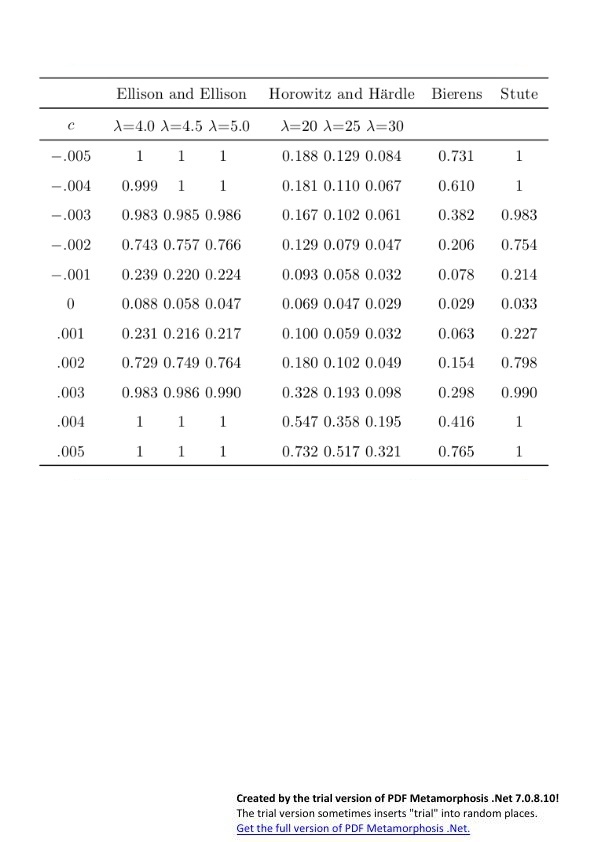 Ellison and Ellison Horowitz and Härdle Bierens Stute
c λ=4.0 λ=4.5 λ=5.0 λ=20 λ=25 λ=30
−.005 1 1 1 0.188 0.129 0.084 0.731 1
−.004 0.999 1 1 0.181 0.110 0.067 0.610 1
−.003 0.983 0.985 0.986 0.167 0.102 0.061 0.382 0.983
−.002 0.743 0.757 0.766 0.129 0.079 0.047 0.206 0.754
−.001 0.239 0.220 0.224 0.093 0.058 0.032 0.078 0.214
0 0.088 0.058 0.047 0.069 0.047 0.029 0.029 0.033
.001 0.231 0.216 0.217 0.100 0.059 0.032 0.063 0.227
.002 0.729 0.749 0.764 0.180 0.102 0.049 0.154 0.798
.003 0.983 0.986 0.990 0.328 0.193 0.098 0.298 0.990
.004 1 1 1 0.547 0.358 0.195 0.416 1
.005 1 1 1 0.732 0.517 0.321 0.765 1
Created by the trial version of PDF Metamorphosis .Net 7.0.8.10!
The trial version sometimes inserts "trial" into random places.
Get the full version of PDF Metamorphosis .Net.